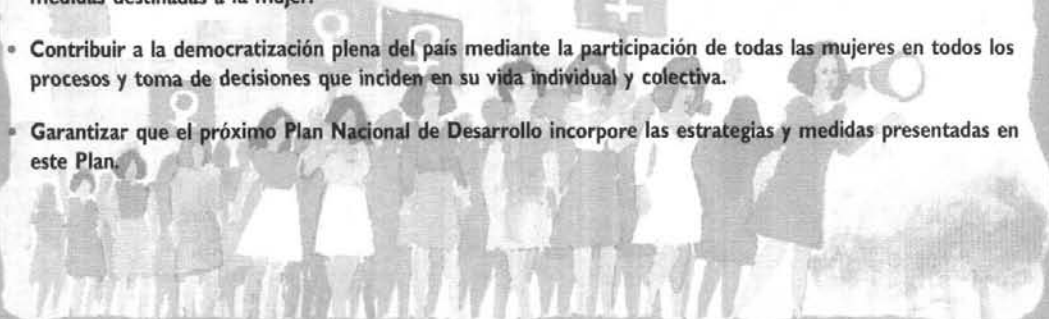 medidas destinadas a la mujer.
• Contribuir a la democratización plena del país mediante la participación de todas las mujeres en todos los
procesos y toma de decisiones que inciden en su vida individual y colectiva.
• Garantizar que el próximo Plan Nacional de Desarrollo incorpore las estrategias y medidas presentadas en
este Plan.